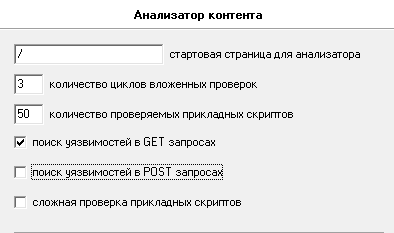 Анализатор контента
/ стартовая страница для анализатора
3 количество циклов вложенных проверок
50 количество проверяемых прикладных скриптов
поиск уязвимостей в GET запросах
поиск уязвимостей в POST запросах
сложная проверка прикладных скриптов